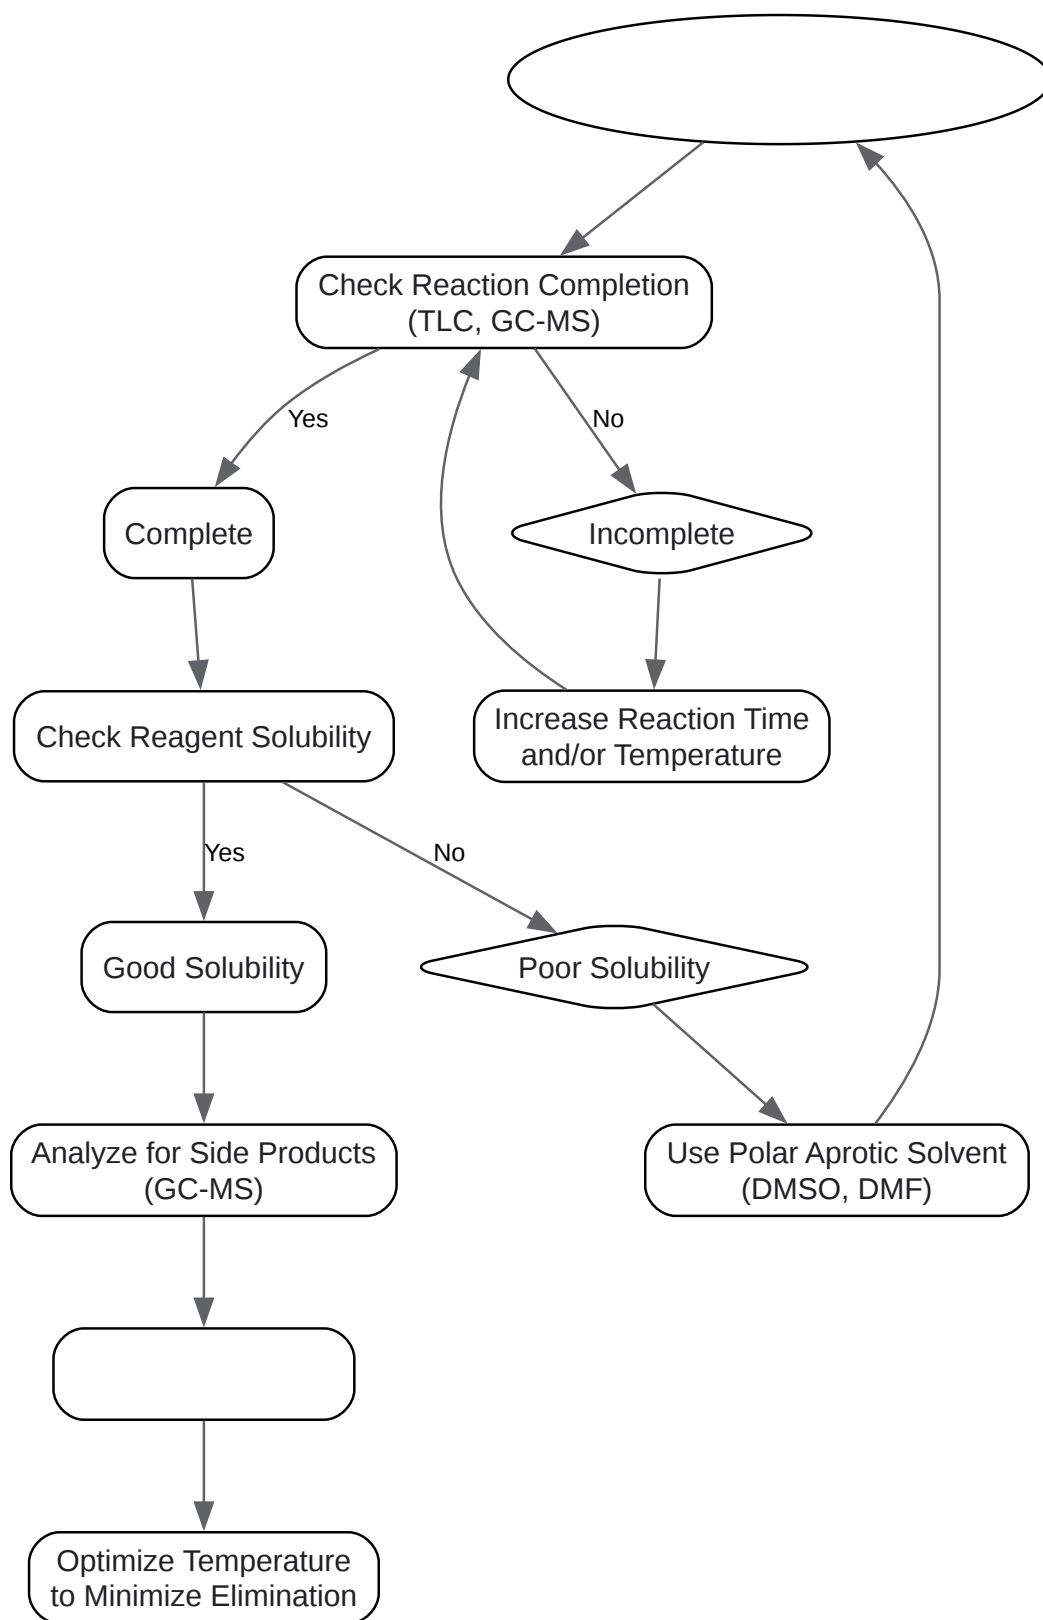 Check Reaction Completion
(TLC, GC-MS)
Yes
No
Complete
Incomplete
Check Reagent Solubility
Increase Reaction Time
and/or Temperature
Yes
No
Good Solubility
Poor Solubility
Analyze for Side Products
(GC-MS)
Use Polar Aprotic Solvent
(DMSO, DMF)
Optimize Temperature
to Minimize Elimination